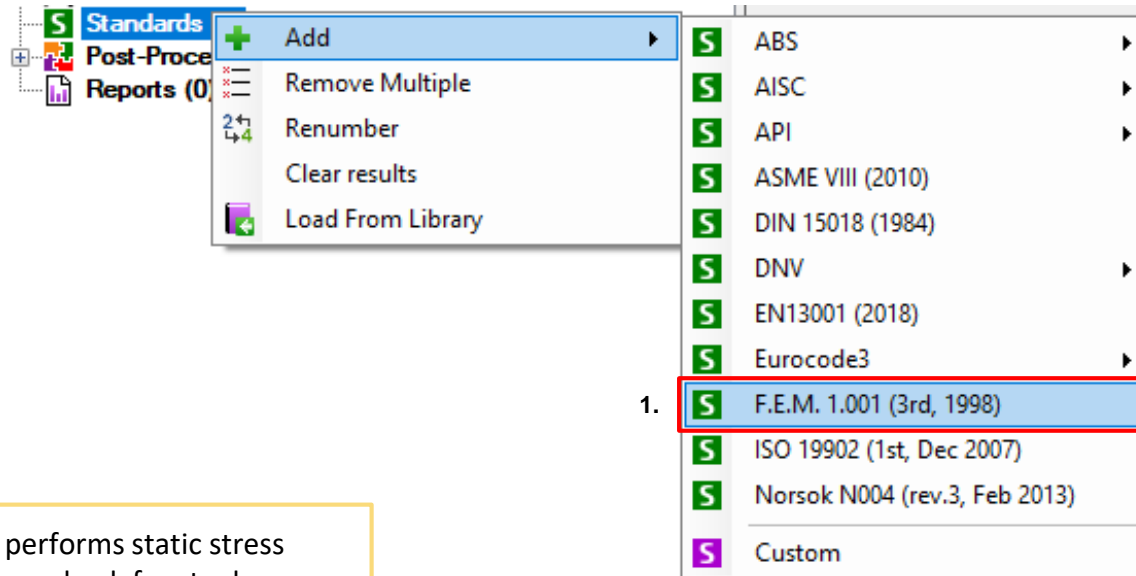 Standards
Post-Proce
Reports (0)
Add
Remove Multiple
Renumber
Clear results
Load From Library
ABS
AISC
API
ASME VIII (2010)
DIN 15018 (1984)
DNV
EN13001 (2018)
Eurocode3
1.
F.E.M. 1.001 (3rd, 1998)
ISO 19902 (1st, Dec 2007)
Norsok N004 (rev.3, Feb 2013)
Custom
performs static stress